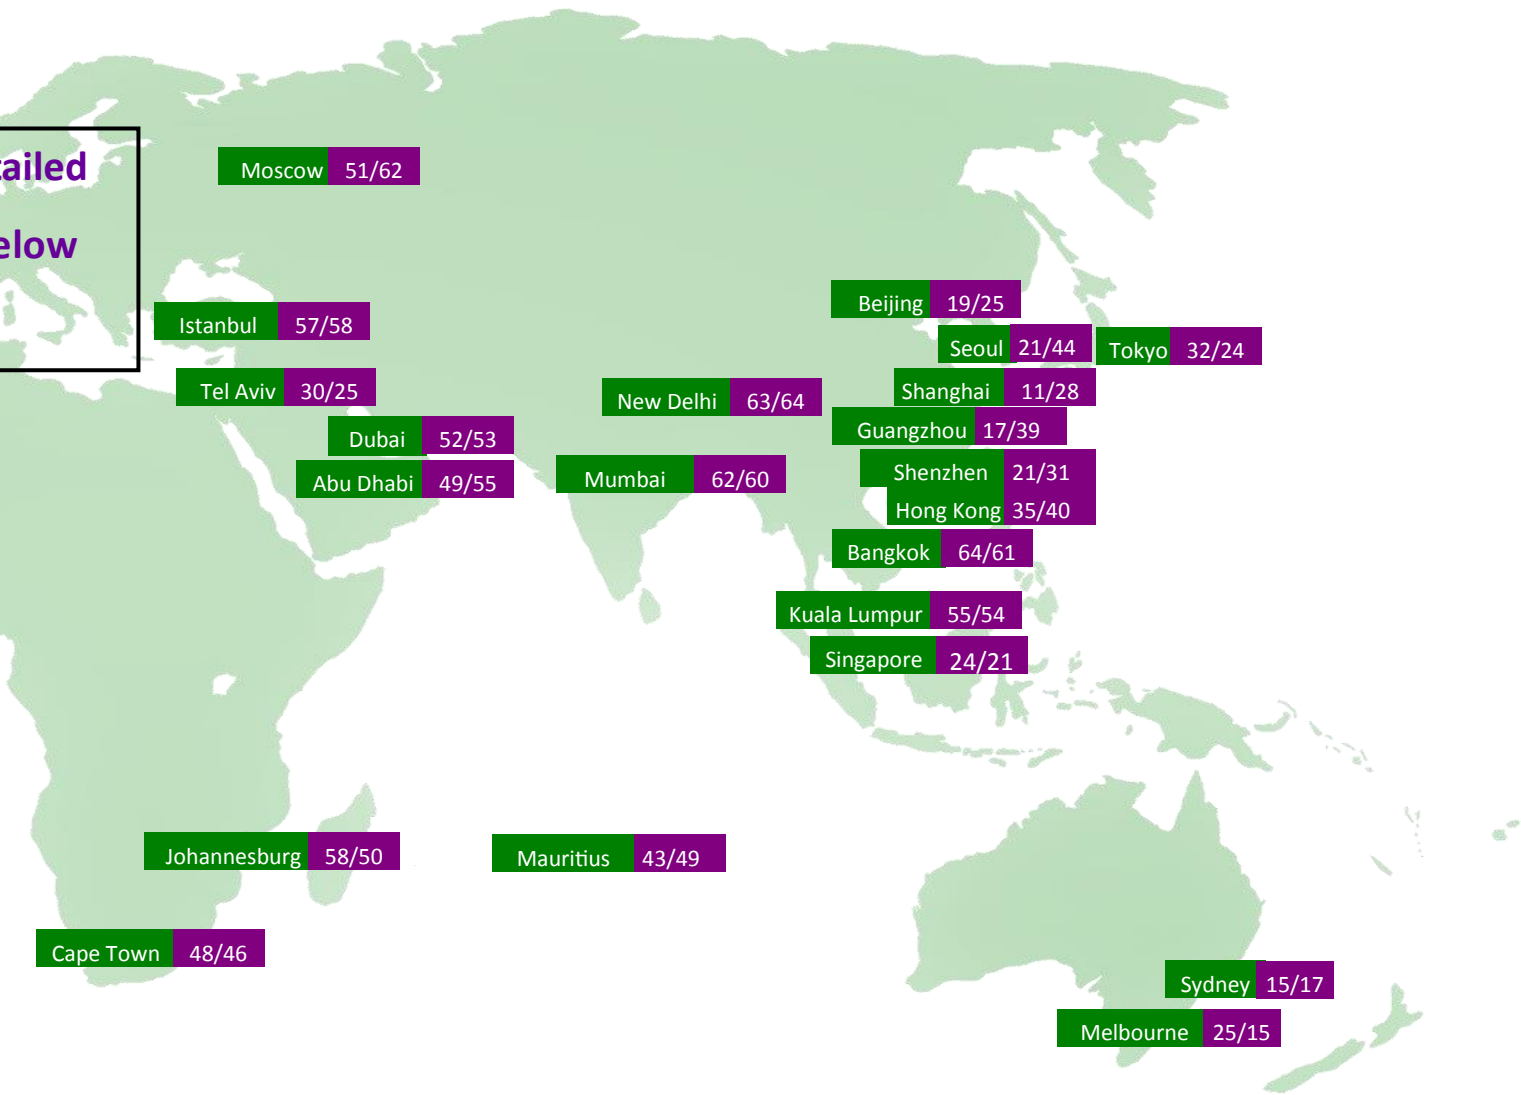 tailed
elow
Moscow 51/62
Istanbul 57/58
Tel Aviv 30/25
Dubai 52/53
Abu Dhabi 49/55
New Delhi 63/64
Mumbai 62/60
Beijing 19/25
Seoul 21/44
Tokyo 32/24
Shanghai 11/28
Guangzhou 17/39
Shenzhen 21/31
Hong Kong 35/40
Bangkok 64/61
Kuala Lumpur 55/54
Singapore 24/21
Johannesburg 58/50
Mauritius 43/49
Cape Town 48/46
Sydney 15/17
Melbourne 25/15